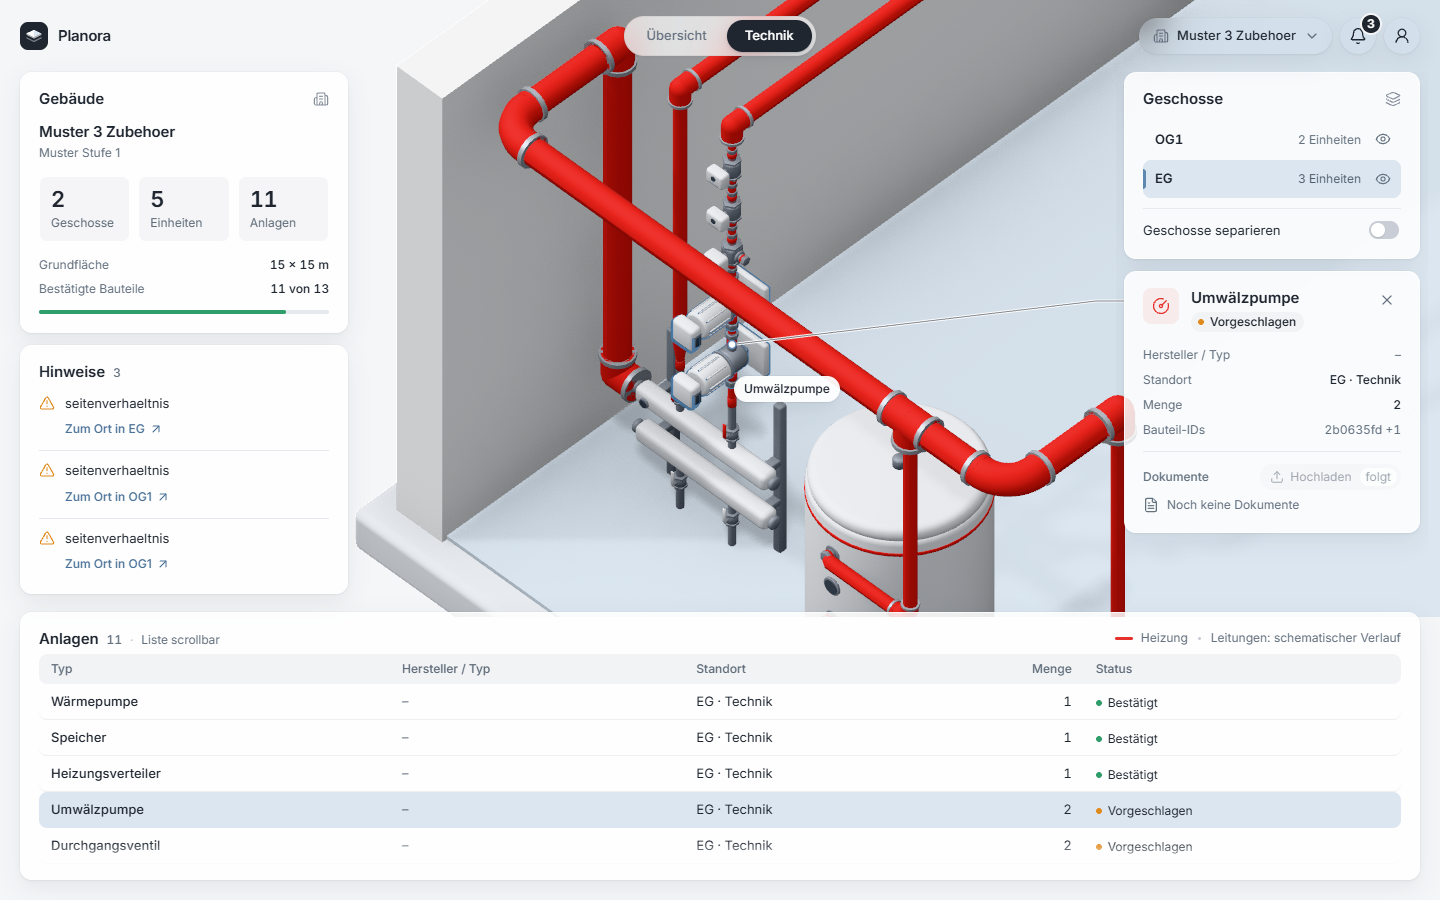 Planora
Übersicht
Technik
Muster 3 Zubehoer
3
Gebäude
Muster 3 Zubehoer
Muster Stufe 1
2
Geschosse
5
Einheiten
11
Anlagen
Grundfläche 15 × 15 m
Bestätigte Bauteile 11 von 13
Hinweise 3
seitenverhaeltnis
Zum Ort in EG
seitenverhaeltnis
Zum Ort in OG1
seitenverhaeltnis
Zum Ort in OG1
Umwälzpumpe
Geschosse
OG1 2 Einheiten
EG 3 Einheiten
Geschosse separieren
Umwälzpumpe
Vorgeschlagen
Hersteller / Typ –
Standort EG · Technik
Menge 2
Bauteil-IDs 2b0635fd +1
Dokumente Hochladen folgt
Noch keine Dokumente
Anlagen 11 · Liste scrollbar
Heizung · Leitungen: schematischer Verlauf
Typ Hersteller / Typ Standort Menge Status
Wärmepumpe – EG · Technik 1 Bestätigt
Speicher – EG · Technik 1 Bestätigt
Heizungsverteiler – EG · Technik 1 Bestätigt
Umwälzpumpe – EG · Technik 2 Vorgeschlagen
Durchgangsventil – EG · Technik 2 Vorgeschlagen